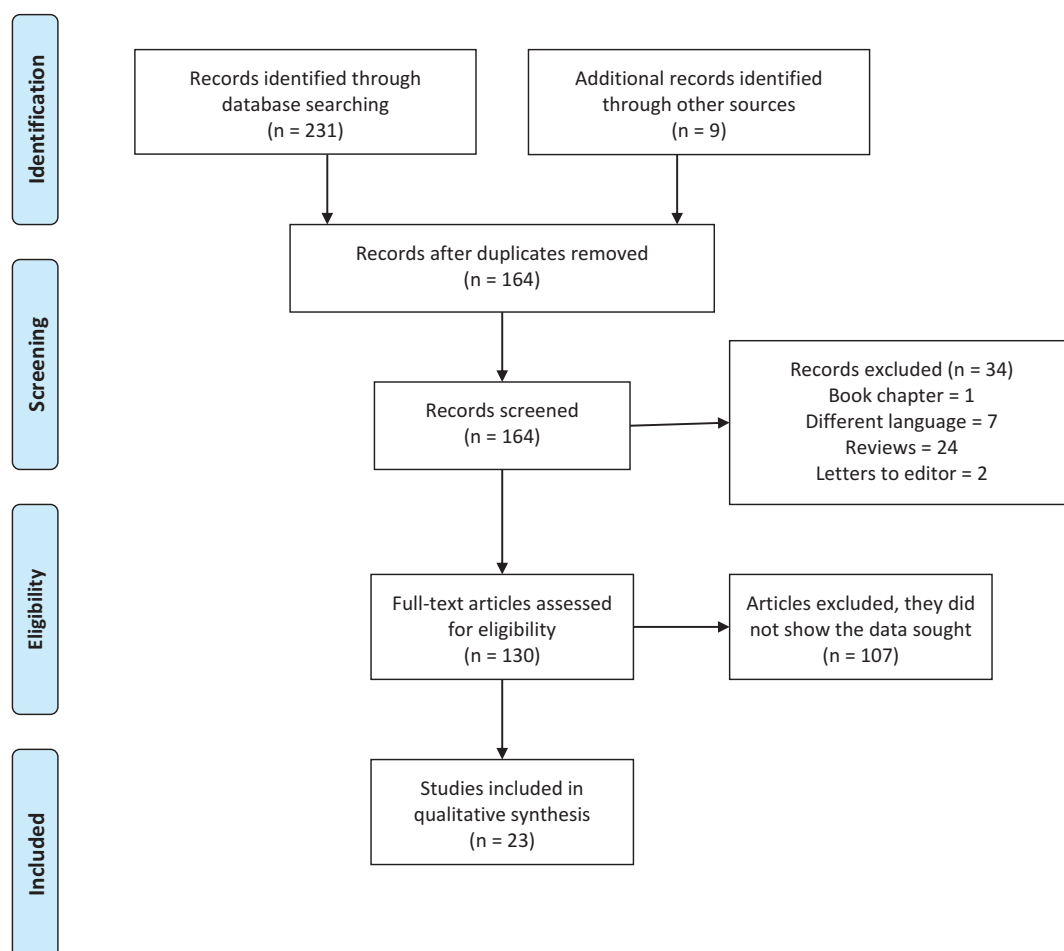 Identification
Records identified through
database searching
(n = 231)
Additional records identified
through other sources
(n = 9)
Records after duplicates removed
(n = 164)
Screening
Records screened
(n = 164)
Records excluded (n = 34)
Book chapter = 1
Different language = 7
Reviews = 24
Letters to editor = 2
Eligibility
Full-text articles assessed
for eligibility
(n = 130)
Articles excluded, they did
not show the data sought
(n = 107)
Included
Studies included in
qualitative synthesis
(n = 23)